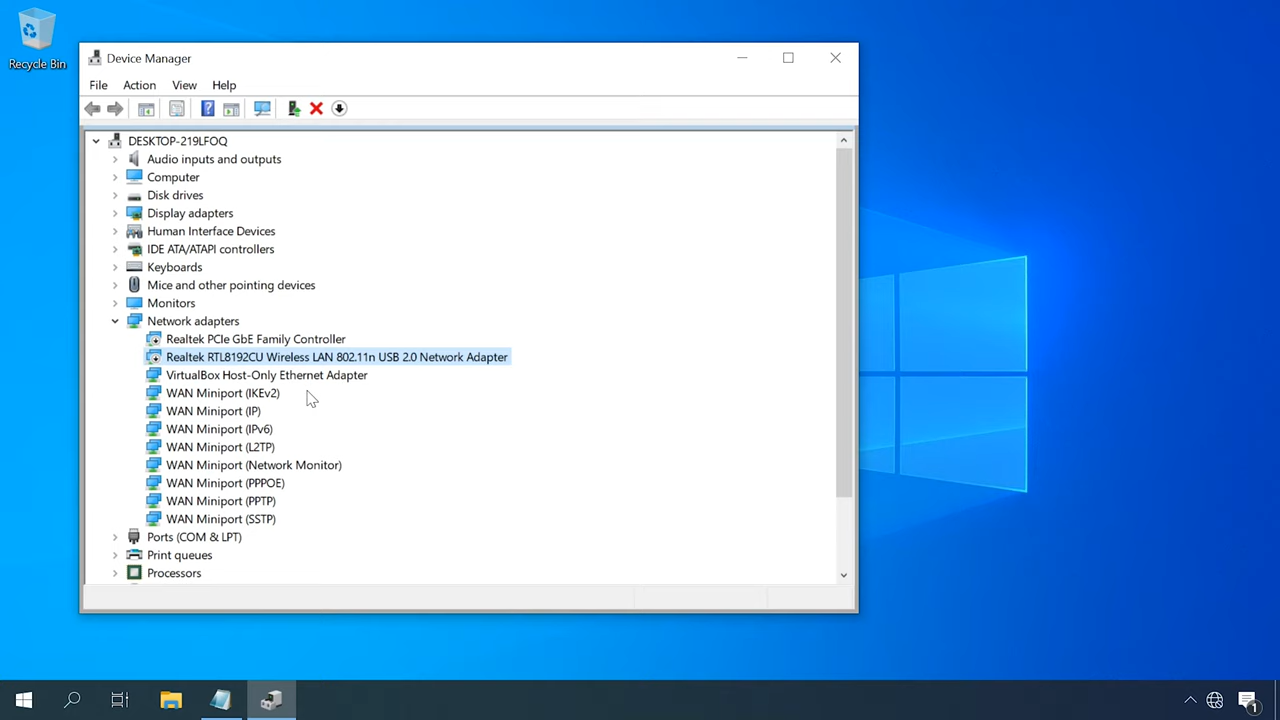 Recycle Bin
Device Manager
File Action View Help
DESKTOP-219LFOQ
Audio inputs and outputs
Computer
Disk drives
Display adapters
Human Interface Devices
IDE ATA/ATAPI controllers
Keyboards
Mice and other pointing devices
Monitors
Network adapters
Realtek PCIe GbE Family Controller
Realtek RTL8192CU Wireless LAN 802.11n USB 2.0 Network Adapter
VirtualBox Host-Only Ethernet Adapter
WAN Miniport (IKEv2)
WAN Miniport (IP)
WAN Miniport (IPv6)
WAN Miniport (L2TP)
WAN Miniport (Network Monitor)
WAN Miniport (PPPOE)
WAN Miniport (PPTP)
WAN Miniport (SSTP)
Ports (COM & LPT)
Print queues
Processors
1